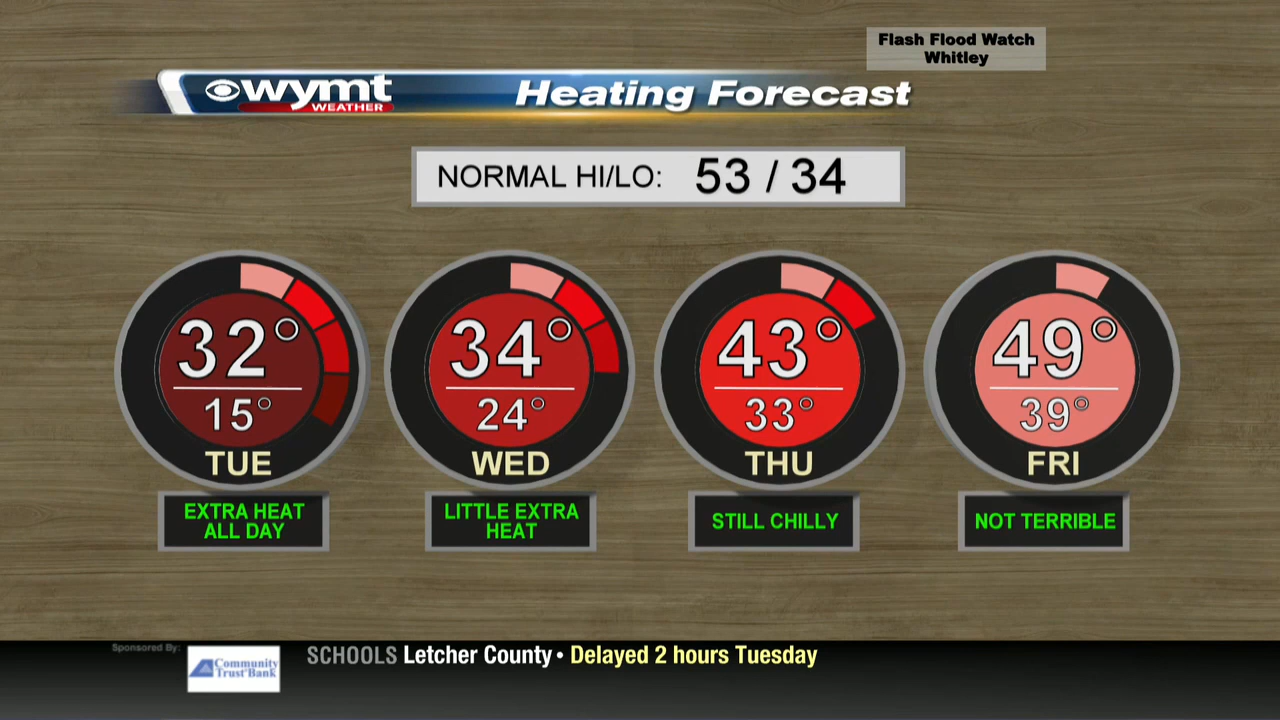 Flash Flood Watch
Whitley
wymt
WEATHER
Heating Forecast
NORMAL HI/LO: 53 / 34
32°
15°
TUE
EXTRA HEAT
ALL DAY
34°
24°
WED
LITTLE EXTRA
HEAT
43°
33°
THU
STILL CHILLY
49°
39°
FRI
NOT TERRIBLE
Sponsored By:
Community
Trust Bank
SCHOOLS Letcher County • Delayed 2 hours Tuesday